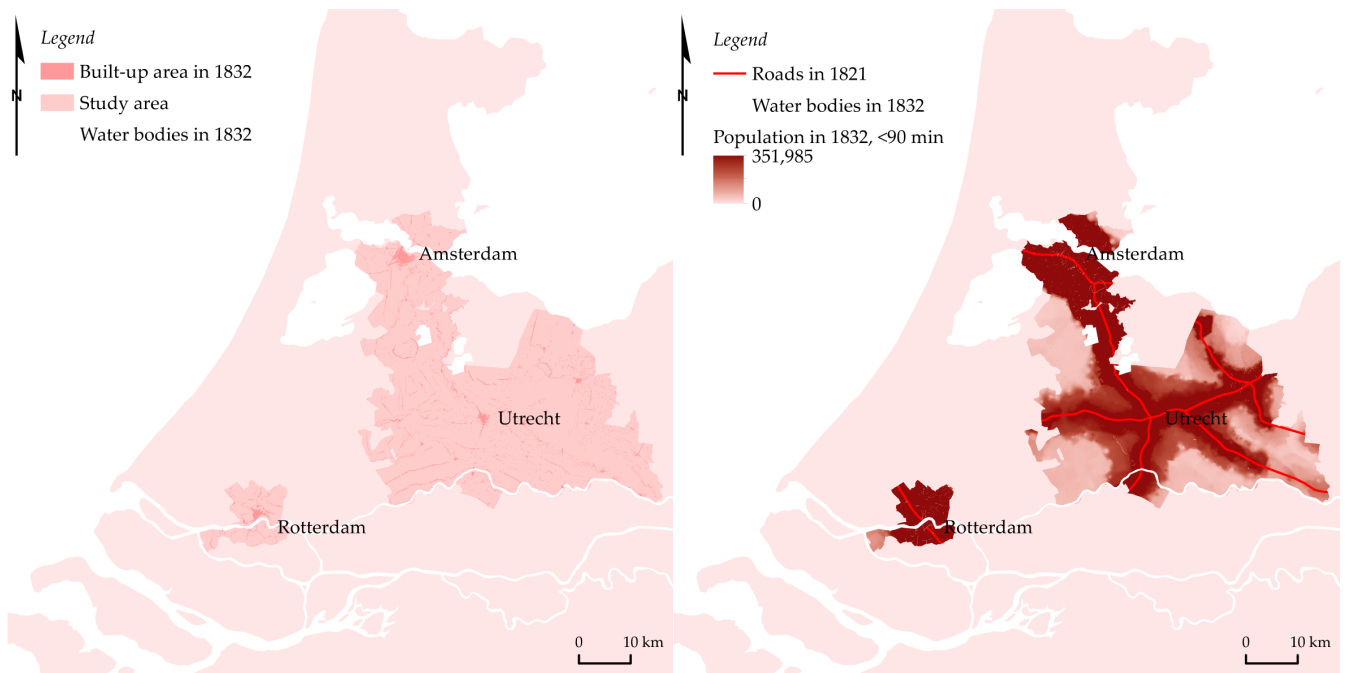 Legend
Built-up area in 1832
Study area
Water bodies in 1832
N
Amsterdam
Utrecht
Rotterdam
0 10 km
Legend
Roads in 1821
Water bodies in 1832
Population in 1832, <90 min
351,985
0
N
Amsterdam
Utrecht
Rotterdam
0 10 km